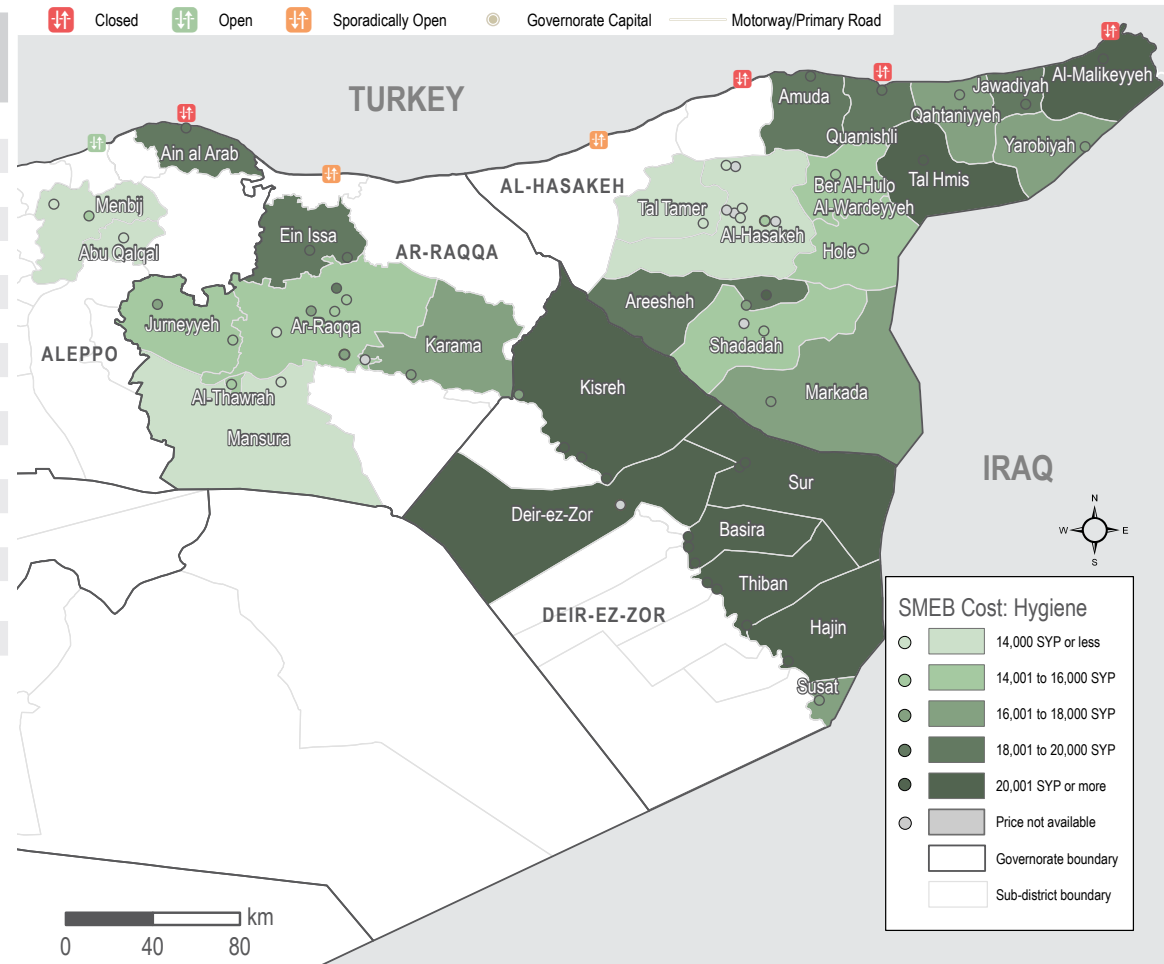 Closed
Open
Sporadically Open
Governorate Capital
Motorway/Primary Road
TURKEY
Al-Malikeyyeh
Jawadiyah
Amuda
Qahtaniyyeh
Quamishli
Yarobiyah
Ain al Arab
Tal Hmis
AL-HASAKEH
Ber Al-Hulo
Al-Wardeyyeh
Menbij
Tal Tamer
Al-Hasakeh
Ein Issa
Abu Qalqal
AR-RAQQA
Hole
Areesheh
Jurneyyeh
Ar-Raqqa
Karama
Shadadah
ALEPPO
Kisreh
Markada
Al-Thawrah
Mansura
IRAQ
Sur
Deir-ez-Zor
Basira
N
W
E
S
Thiban
DEIR-EZ-ZOR
Hajin
Susat
SMEB Cost: Hygiene
14,000 SYP or less
14,001 to 16,000 SYP
16,001 to 18,000 SYP
18,001 to 20,000 SYP
20,001 SYP or more
Price not available
Governorate boundary
Sub-district boundary
km
0 40 80